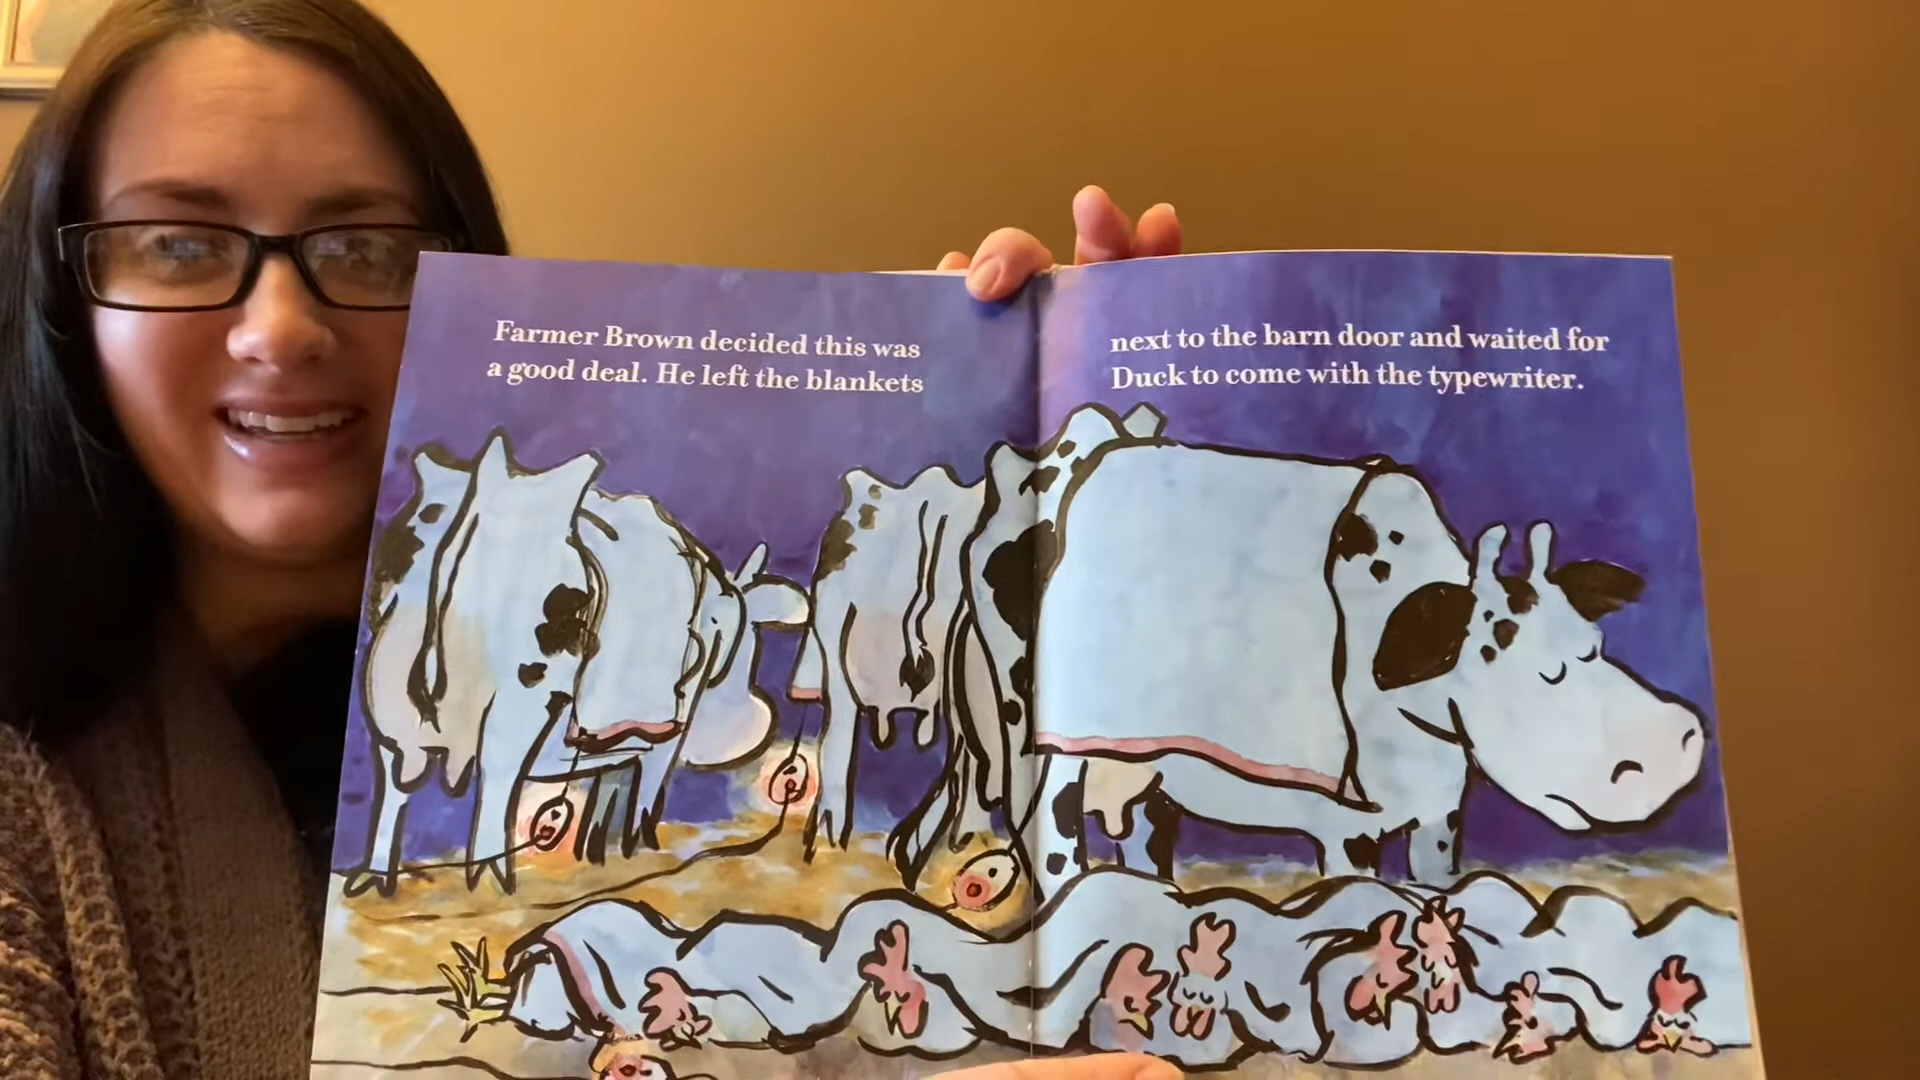 Farmer Brown decided this was
a good deal. He left the blankets
next to the barn door and waited for
Duck to come with the typewriter.